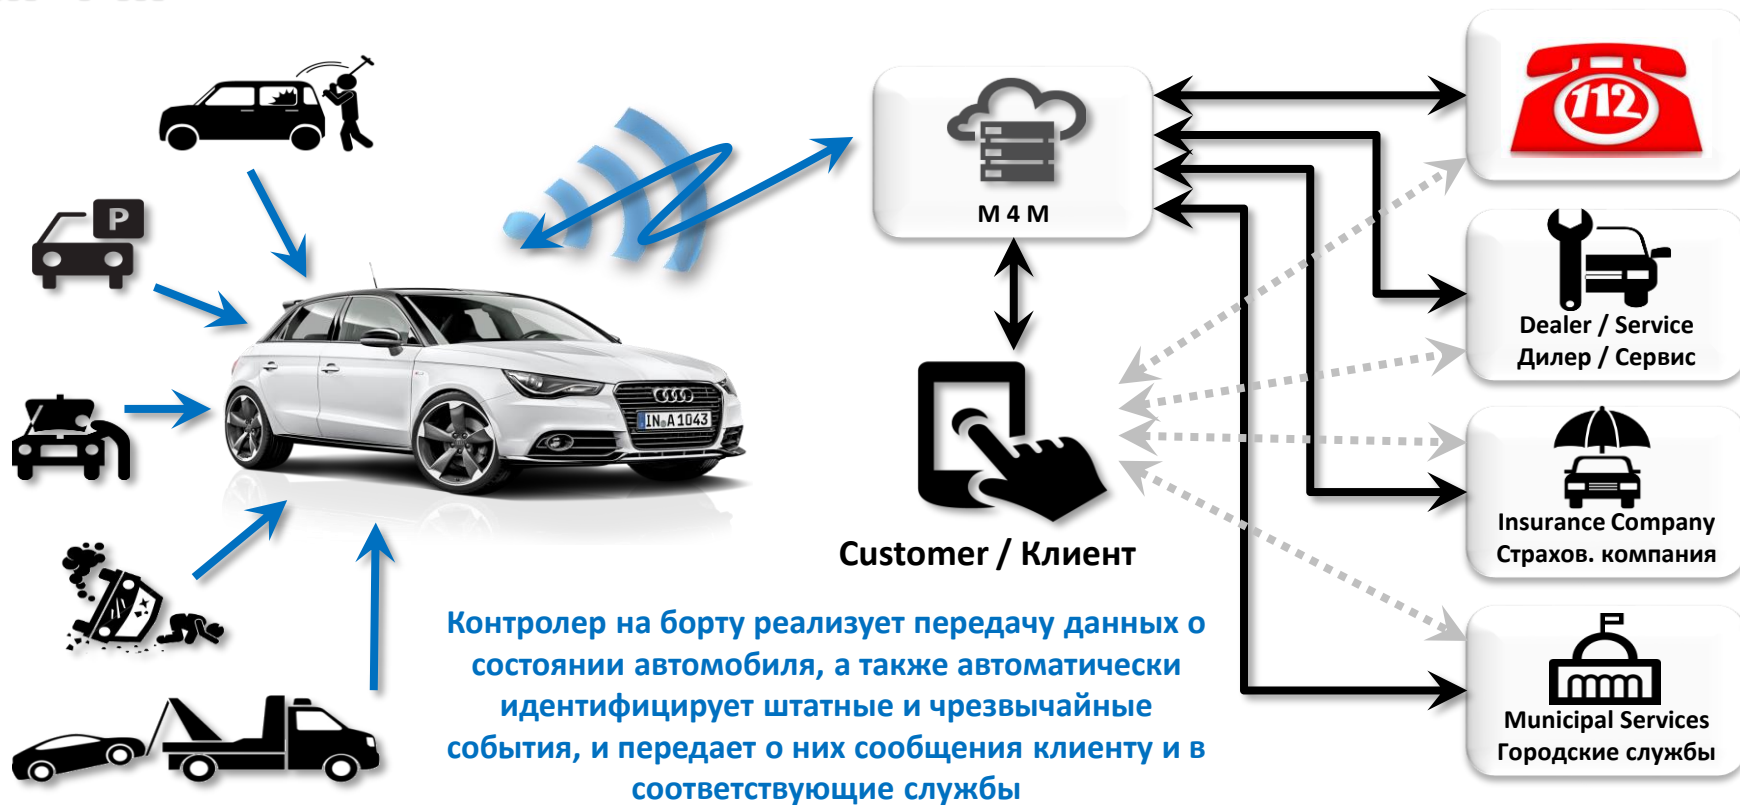 112
P
M 4 M
IN A 1043
Dealer / Service
Дилер / Сервис
Insurance Company
Страхов. компания
Customer / Клиент
Контролер на борту реализует передачу данных о
состоянии автомобиля, а также автоматически
идентифицирует штатные и чрезвычайные
события, и передает о них сообщения клиенту и в
соответствующие службы
Municipal Services
Городские службы